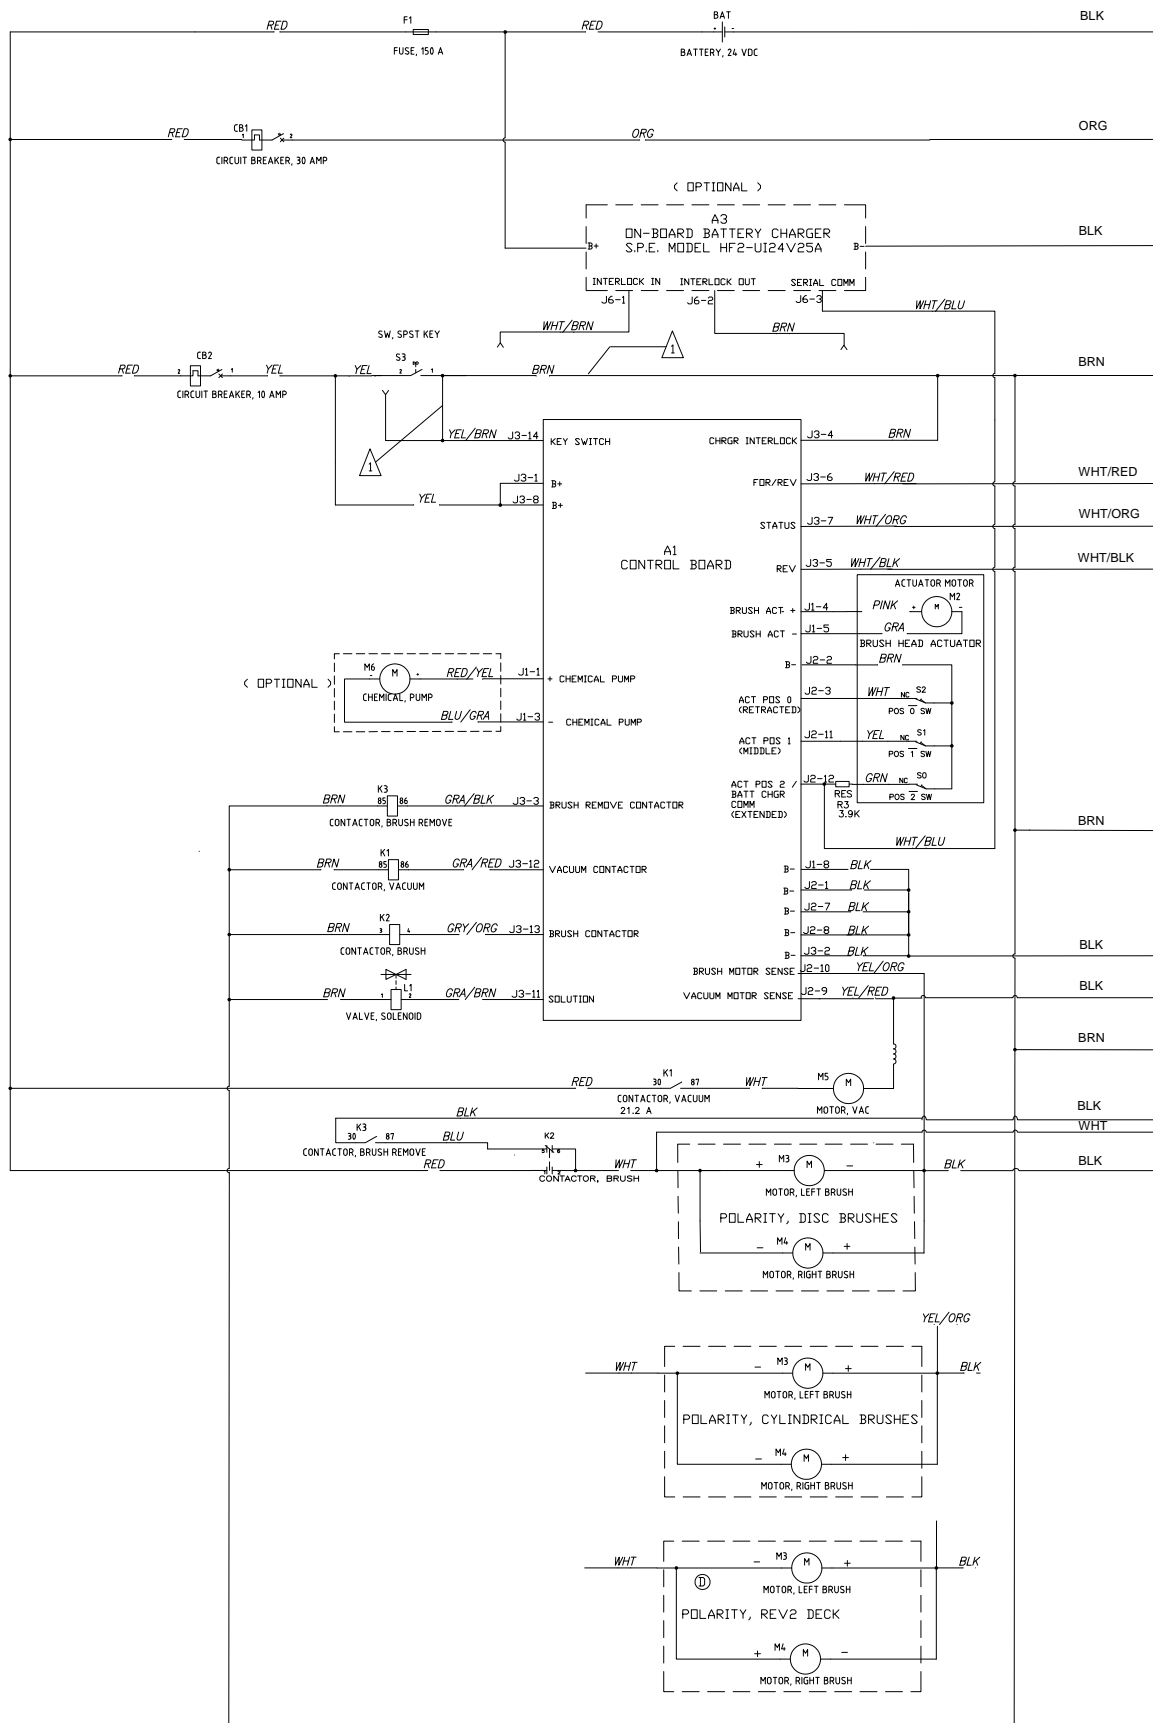 BAT
BLK
F1
RED
RED
+ -
FUSE, 150 A
BATTERY, 24 VDC
CB1
RED
1
2
ORG
ORG
CIRCUIT BREAKER, 30 AMP
( OPTIONAL )
A3
ON-BOARD BATTERY CHARGER
S.P.E. MODEL HF2-UI24V25A
B+
B-
BLK
INTERLOCK IN
INTERLOCK OUT
SERIAL COMM
J6-1
J6-2
J6-3
WHT/BLU
WHT/BRN
BRN
SW, SPST KEY
1
CB2
S3
RED
2
1
YEL
YEL
2
1
BRN
BRN
CIRCUIT BREAKER, 10 AMP
YEL/BRN
J3-14
KEY SWITCH
CHRGR INTERLOCK
J3-4
BRN
1
J3-1
B+
FOR/REV
J3-6
WHT/RED
WHT/RED
YEL
J3-8
B+
STATUS
J3-7
WHT/ORG
WHT/ORG
A1
CONTROL BOARD
REV
J3-5
WHT/BLK
WHT/BLK
ACTUATOR MOTOR
BRUSH ACT +
J1-4
PINK
+
M
M2
-
BRUSH ACT -
J1-5
GRA
BRUSH HEAD ACTUATOR
B-
J2-2
BRN
( OPTIONAL )
M6
-
M
+
RED/YEL
J1-1
+ CHEMICAL PUMP
CHEMICAL, PUMP
ACT POS 0
(RETRACTED)
J2-3
WHT
NC
S2
POS 0 SW
BLU/GRA
J1-3
- CHEMICAL PUMP
ACT POS 1
(MIDDLE)
J2-11
YEL
NC
S1
POS 1 SW
ACT POS 2 /
BATT CHGR
COMM
(EXTENDED)
J2-12
RES
R3
3.9K
GRN
NC
S0
POS 2 SW
BRN
K3
85
86
GRA/BLK
J3-3
BRUSH REMOVE CONTACTOR
CONTACTOR, BRUSH REMOVE
BRN
WHT/BLU
BRN
K1
85
86
GRA/RED
J3-12
VACUUM CONTACTOR
CONTACTOR, VACUUM
B-
J1-8
BLK
B-
J2-1
BLK
B-
J2-7
BLK
BRN
K2
3
4
GRY/ORG
J3-13
BRUSH CONTACTOR
CONTACTOR, BRUSH
B-
J2-8
BLK
B-
J3-2
BLK
BLK
BRUSH MOTOR SENSE
J2-10
YEL/ORG
BRN
1
L1
2
GRA/BRN
J3-11
SOLUTION
VALVE, SOLENOID
VACUUM MOTOR SENSE
J2-9
YEL/RED
BLK
BRN
RED
K1
30
87
WHT
M5
M
CONTACTOR, VACUUM
21.2 A
MOTOR, VAC
BLK
BLK
WHT
K3
30
87
BLU
K2
5
6
CONTACTOR, BRUSH REMOVE
RED
WHT
CONTACTOR, BRUSH
+
M3
M
-
BLK
BLK
MOTOR, LEFT BRUSH
POLARITY, DISC BRUSHES
-
M4
M
+
MOTOR, RIGHT BRUSH
YEL/ORG
WHT
-
M3
M
+
BLK
MOTOR, LEFT BRUSH
POLARITY, CYLINDRICAL BRUSHES
-
M4
M
+
MOTOR, RIGHT BRUSH
WHT
-
M3
M
+
BLK
MOTOR, LEFT BRUSH
D
POLARITY, REV2 DECK
+
M4
M
-
MOTOR, RIGHT BRUSH